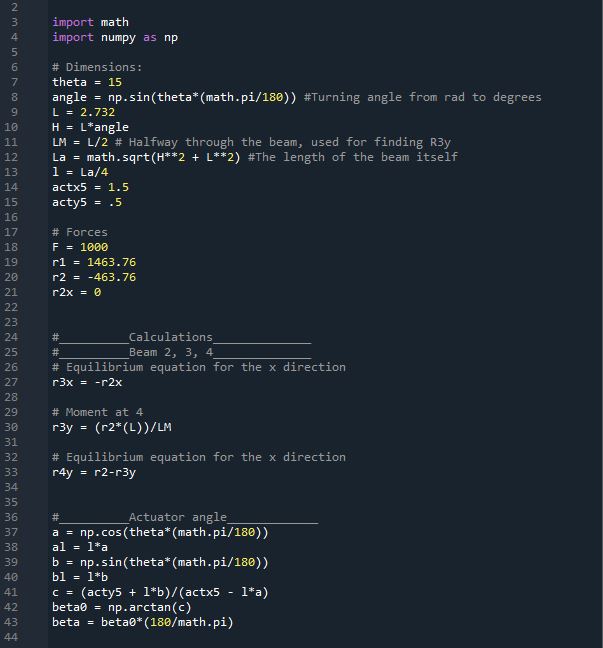 2
3 import math
4 import numpy as np
5
6 # Dimensions:
7 theta = 15
8 angle = np.sin(theta*(math.pi/180)) #Turning angle from rad to degrees
9 L = 2.732
10 H = L*angle
11 LM = L/2 # Halfway through the beam, used for finding R3y
12 La = math.sqrt(H**2 + L**2) #The length of the beam itself
13 l = La/4
14 actx5 = 1.5
15 acty5 = .5
16
17 # Forces
18 F = 1000
19 r1 = 1463.76
20 r2 = -463.76
21 r2x = 0
22
23
24 #__________Calculations______________
25 #__________Beam 2, 3, 4______________
26 # Equilibrium equation for the x direction
27 r3x = -r2x
28
29 # Moment at 4
30 r3y = (r2*(L))/LM
31
32 # Equilibrium equation for the x direction
33 r4y = r2-r3y
34
35
36 #__________Actuator angle_____________
37 a = np.cos(theta*(math.pi/180))
38 al = l*a
39 b = np.sin(theta*(math.pi/180))
40 bl = l*b
41 c = (acty5 + l*b)/(actx5 - l*a)
42 beta0 = np.arctan(c)
43 beta = beta0*(180/math.pi)
44